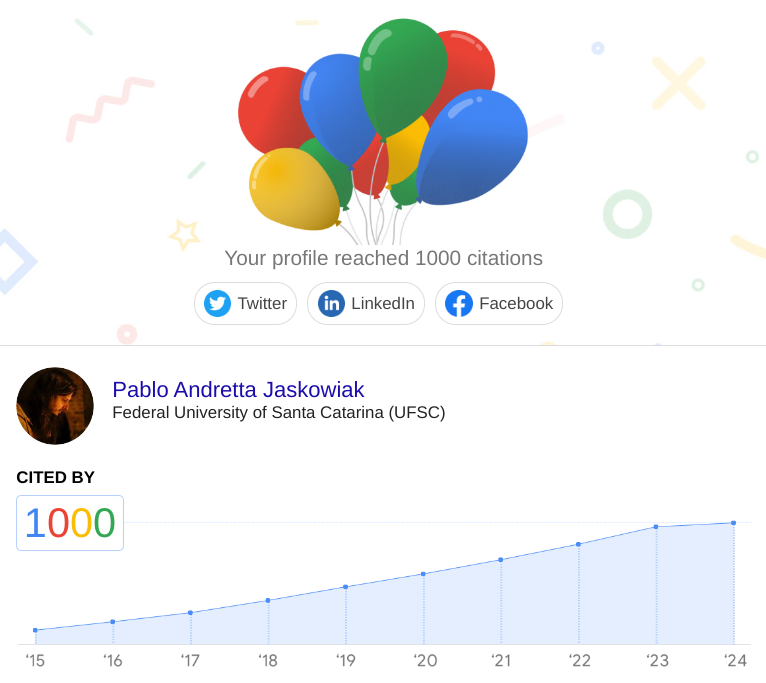 Your profile reached 1000 citations
Twitter LinkedIn Facebook
Pablo Andretta Jaskowiak
Federal University of Santa Catarina (UFSC)
CITED BY
1000
‘15 ‘16 ‘17 ‘18 ‘19 ‘20 ‘21 ‘22 ‘23 ‘24